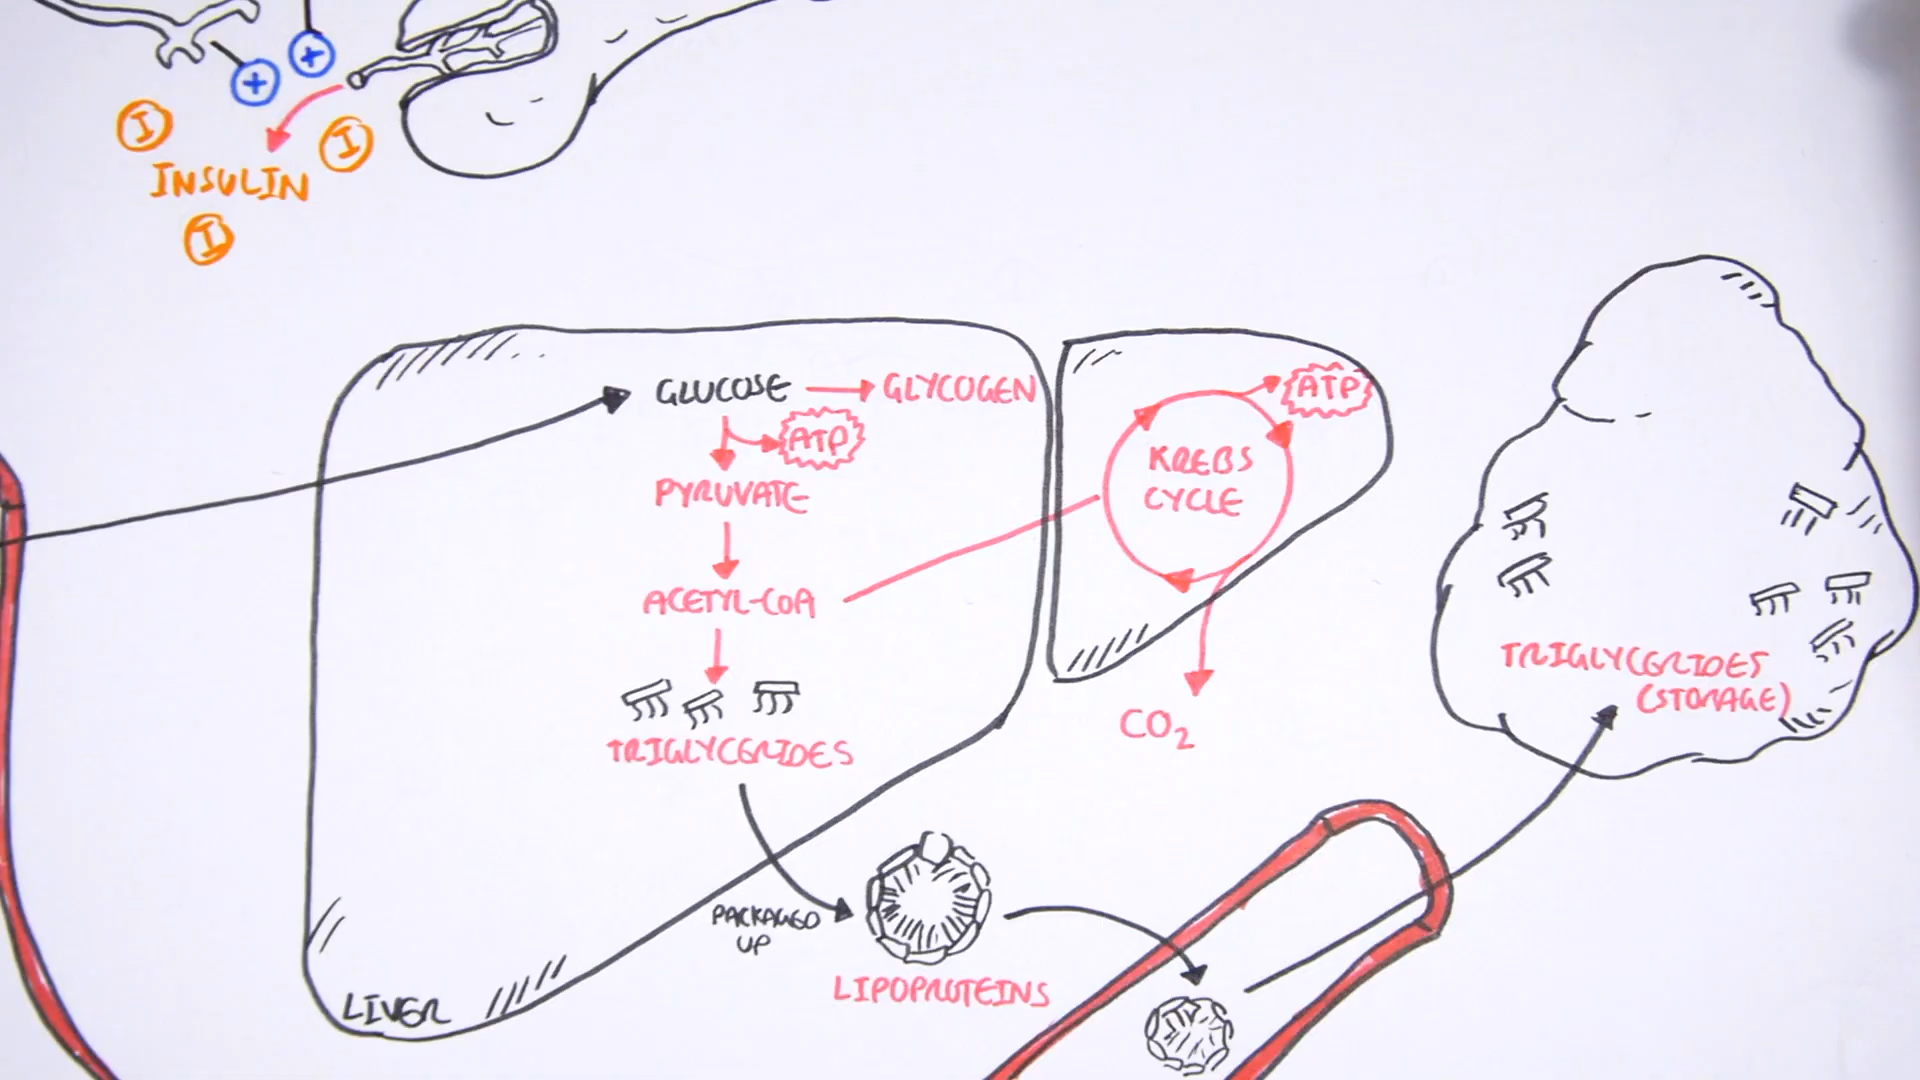 +
+
I
I
INSULIN
I
GLUCOSE
GLYCOGEN
ATP
PYRUVATE
ACETYL-COA
TRIGLYCERIDES
KREBS
CYCLE
ATP
CO2
TRIGLYCERIDES
(STORAGE)
PACKAGED
UP
LIPOPROTEINS
LIVER